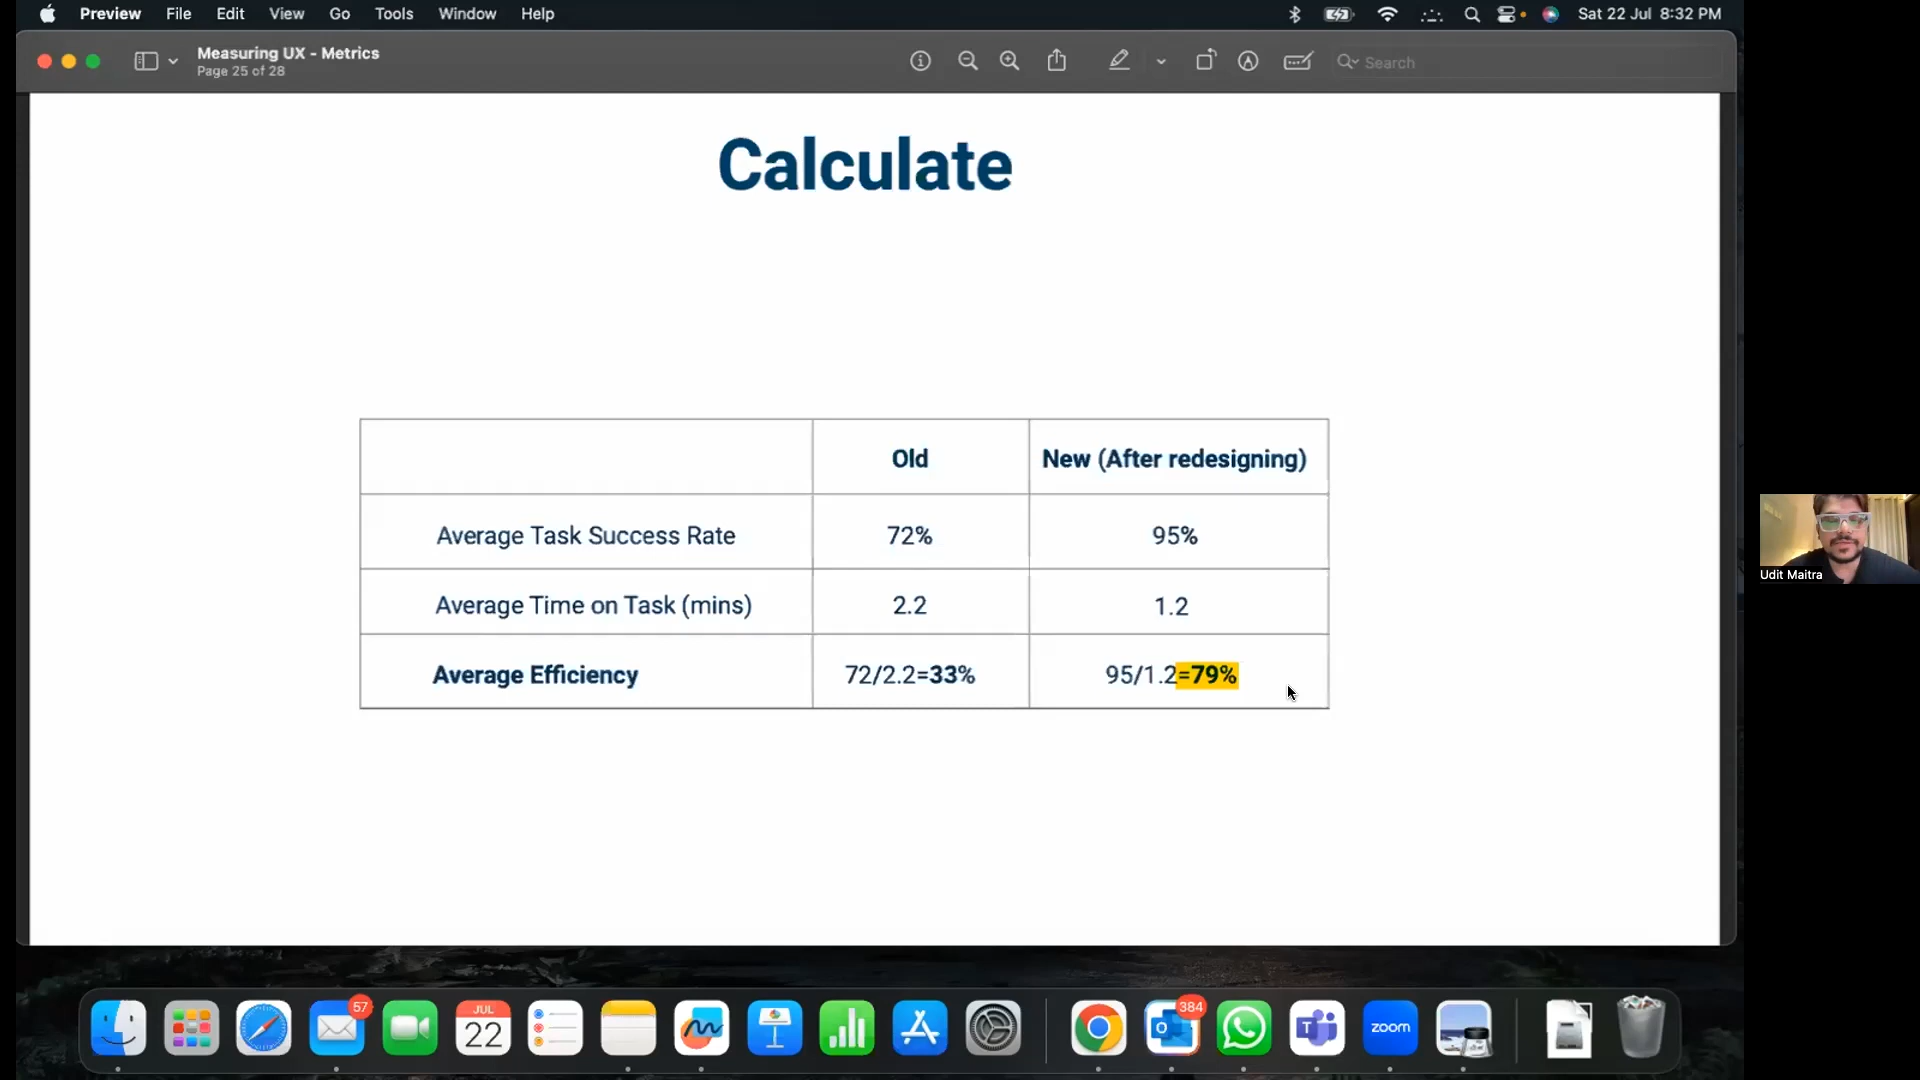 Preview File Edit View Go Tools Window Help Sat 22 Jul 8:32 PM
Measuring UX - Metrics
Page 25 of 28
Search
Calculate
Old New (After redesigning)
Average Task Success Rate 72% 95%
Average Time on Task (mins) 2.2 1.2
Average Efficiency 72/2.2=33% 95/1.2=79%
Udit Maitra
57
JUL
22
384
zoom